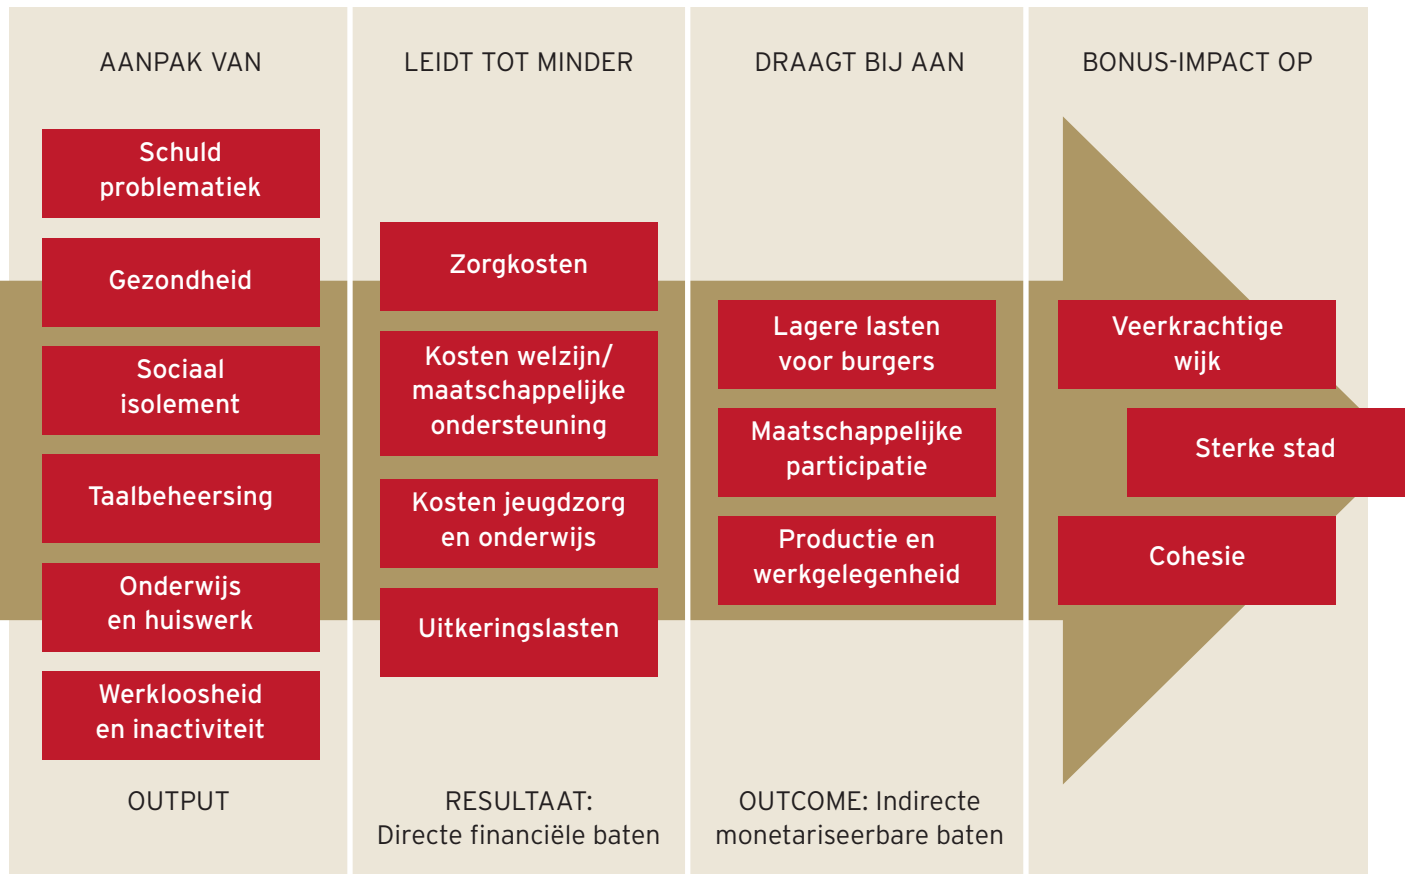 AANPAK VAN
Schuld
problematiek
Gezondheid
Sociaal
isolement
Taalbeheersing
Onderwijs
en huiswerk
Werkloosheid
en inactiviteit
OUTPUT
LEIDT TOT MINDER
Zorgkosten
Kosten welzijn/
maatschappelijke
ondersteuning
Kosten jeugdzorg
en onderwijs
Uitkeringslasten
RESULTAAT:
Directe financiële baten
DRAAGT BIJ AAN
Lagere lasten
voor burgers
Maatschappelijke
participatie
Productie en
werkgelegenheid
OUTCOME: Indirecte
monetariseerbare baten
BONUS-IMPACT OP
Veerkrachtige
wijk
Sterke stad
Cohesie